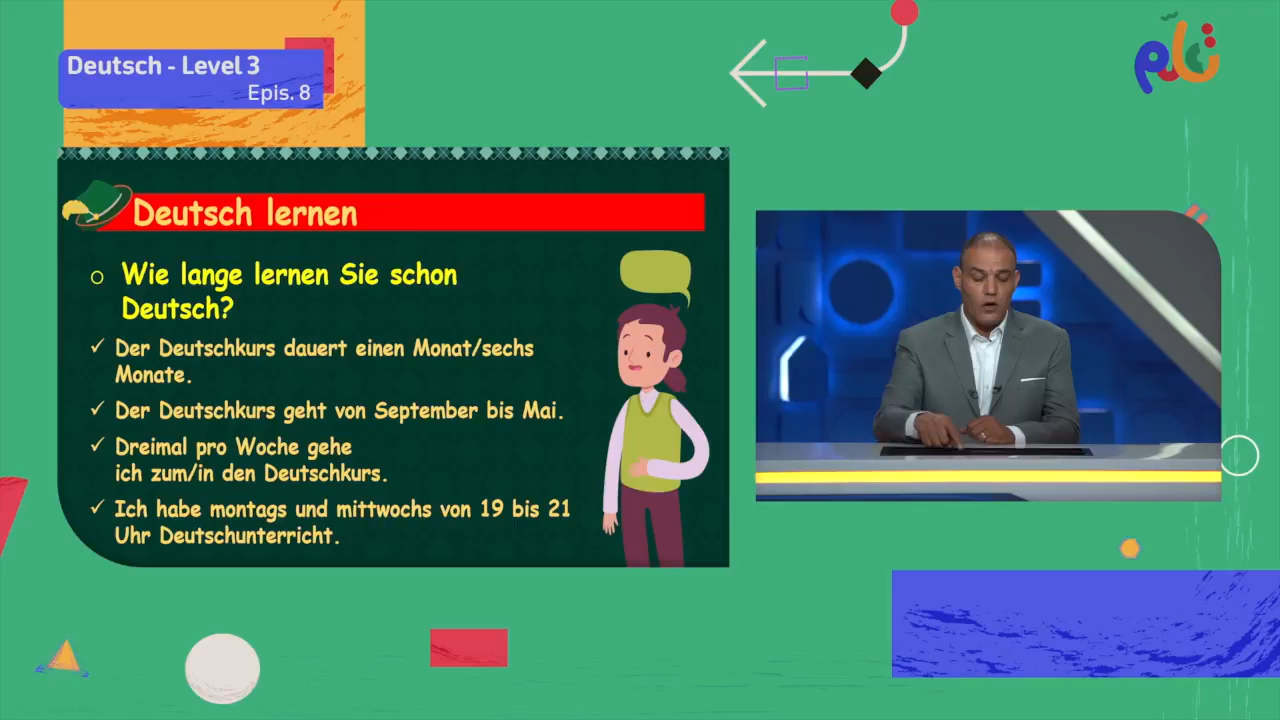 Deutsch - Level 3
Epis. 8
Deutsch lernen
Wie lange lernen Sie schon
Deutsch?
Der Deutschkurs dauert einen Monat/sechs
Monate.
Der Deutschkurs geht von September bis Mai.
Dreimal pro Woche gehe
ich zum/in den Deutschkurs.
Ich habe montags und mittwochs von 19 bis 21
Uhr Deutschunterricht.